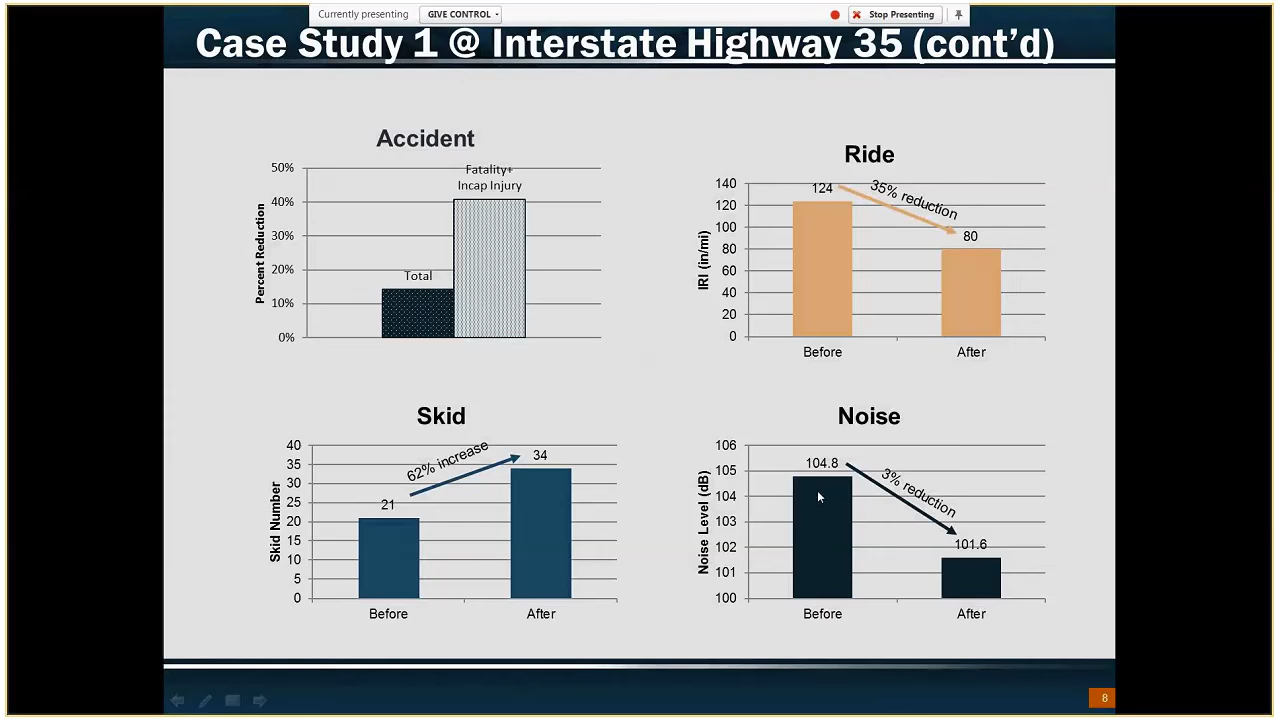 Currently presenting
GIVE CONTROL
Stop Presenting
Case Study 1 @ Interstate Highway 35 (cont'd)
Accident
Percent Reduction
50%
40%
30%
20%
10%
0%
Total
Fatality+
Incap Injury
Ride
IRI (in/mi)
140
120
100
80
60
40
20
0
124
35% reduction
80
Before
After
Skid
Skid Number
40
35
30
25
20
15
10
5
0
21
62% increase
34
Before
After
Noise
Noise Level (dB)
106
105
104
103
102
101
100
104.8
3% reduction
101.6
Before
After
8